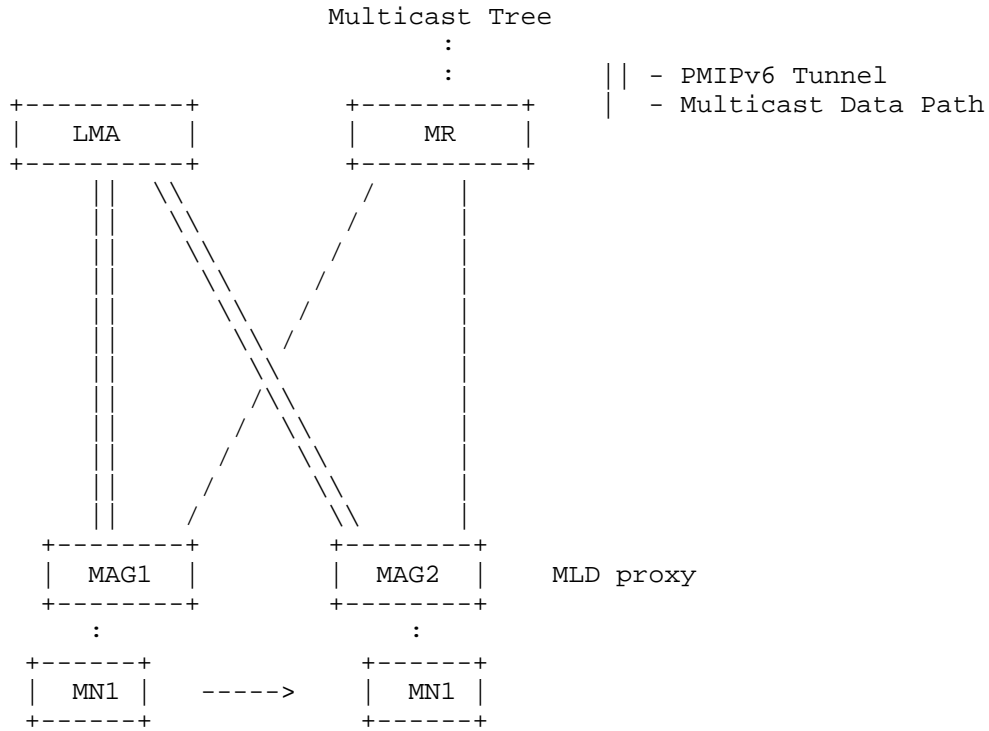 Multicast Tree
|| - PMIPv6 Tunnel
| - Multicast Data Path
LMA MR
MAG1 MAG2 MLD proxy
MN1 -----> MN1